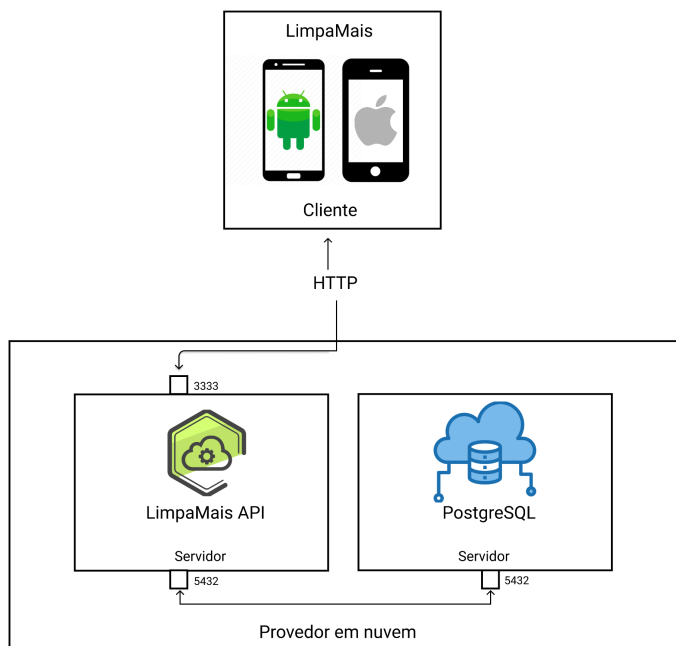 LimpaMais
Cliente
HTTP
3333
LimpaMais API
Servidor
5432
PostgreSQL
Servidor
5432
Provedor em nuvem